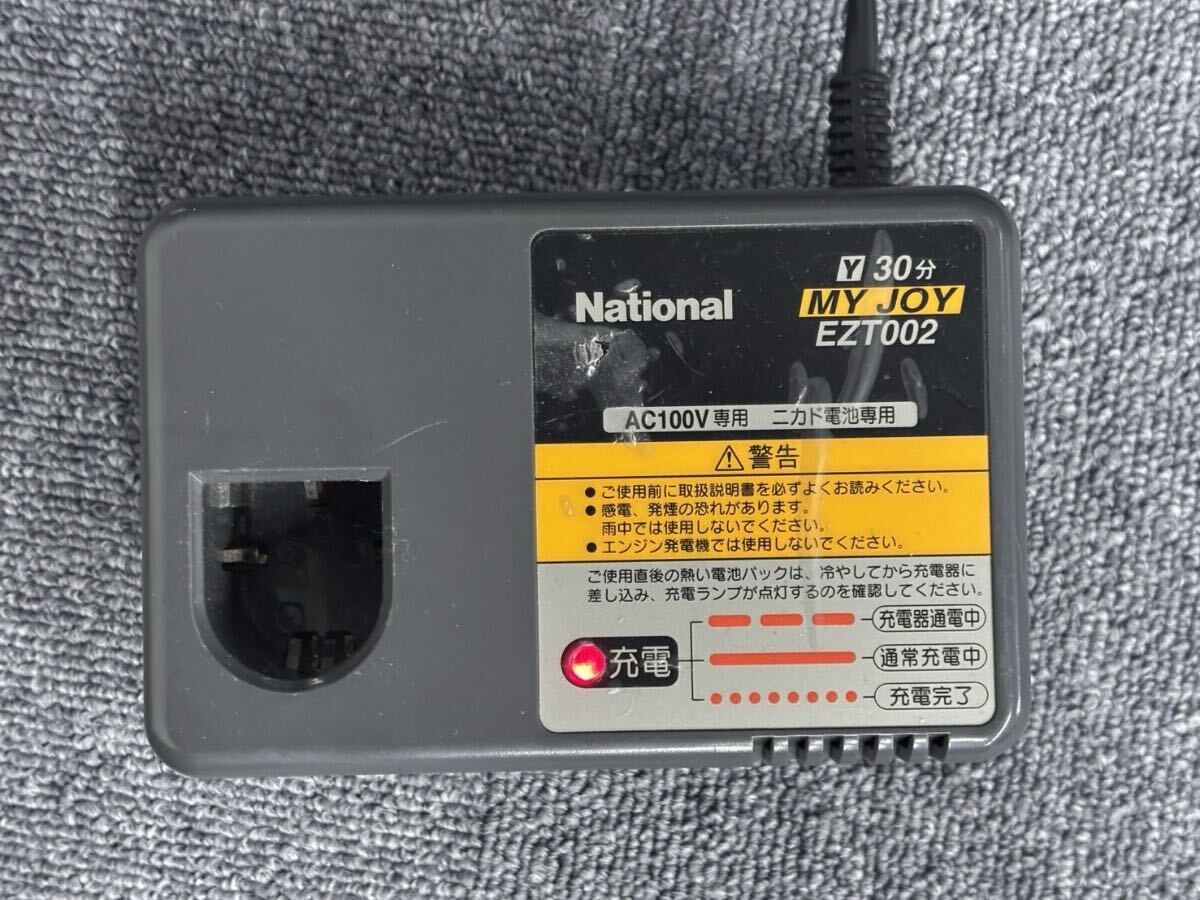 Y 30分
National
MY JOY
EZT002
AC100V専用 ニカド電池専用
⚠警告
● ご使用前に取扱説明書を必ずよくお読みください。
● 感電、発煙の恐れがあります。
雨中では使用しないでください。
● エンジン発電機では使用しないでください。
ご使用直後の熱い電池パックは、冷やしてから充電器に
差し込み、充電ランプが点灯するのを確認してください。
充電器通電中
充電
通常充電中
充電完了